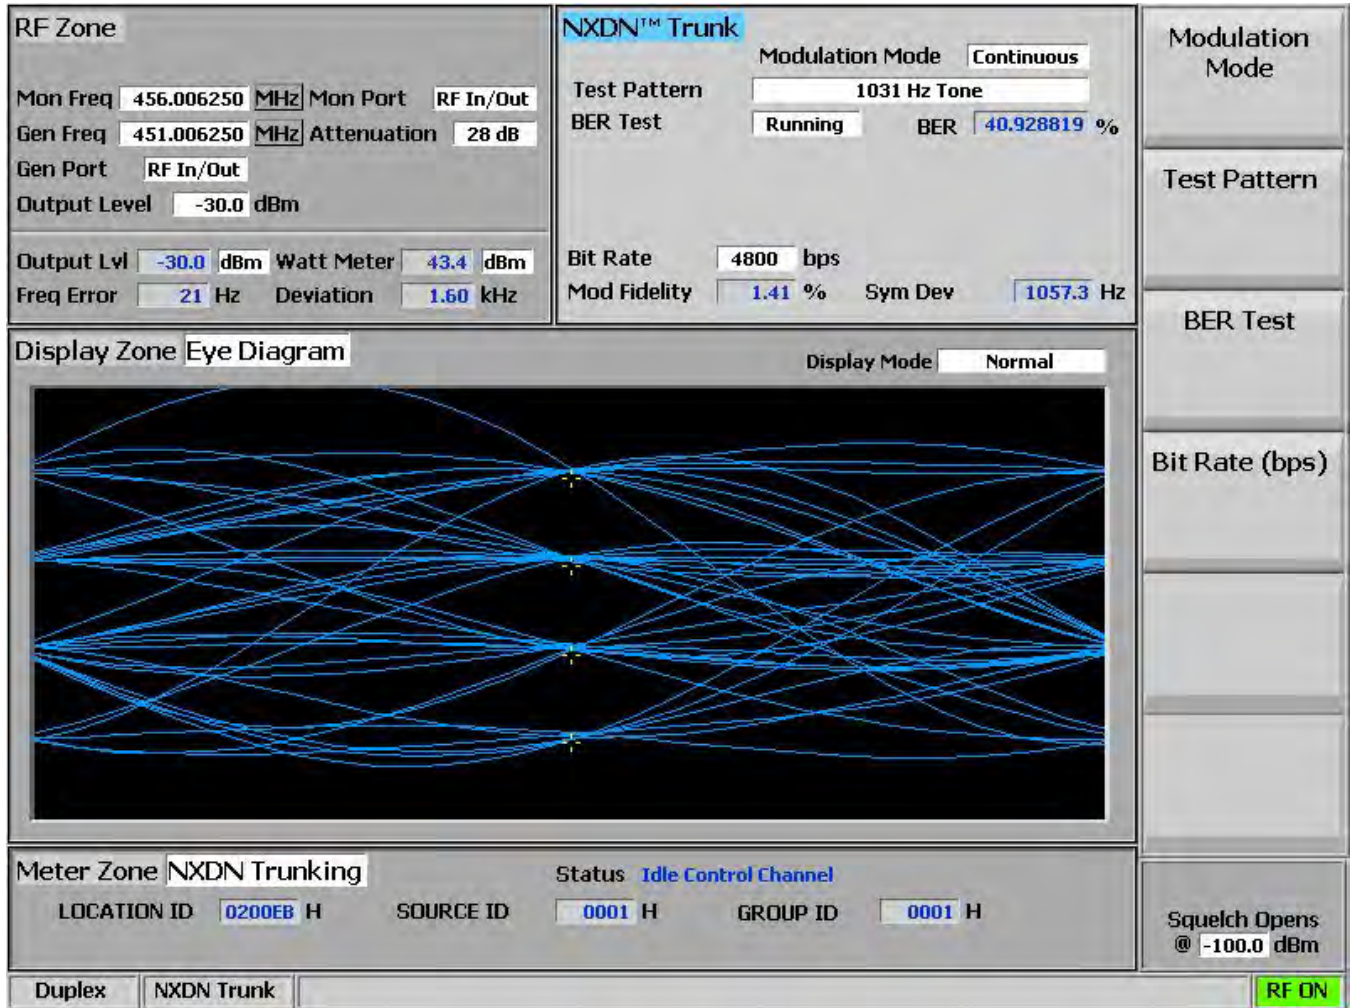 RF Zone
Mon Freq 456.006250 MHz Mon Port RF In/Out
Gen Freq 451.006250 MHz Attenuation 28 dB
Gen Port RF In/Out
Output Level -30.0 dBm
Output Lvl -30.0 dBm Watt Meter 43.4 dBm
Freq Error 21 Hz Deviation 1.60 kHz
NXDN™ Trunk
Modulation Mode Continuous
Test Pattern 1031 Hz Tone
BER Test Running BER 40.928819 %
Bit Rate 4800 bps
Mod Fidelity 1.41 % Sym Dev 1057.3 Hz
Display Zone Eye Diagram
Display Mode Normal
Meter Zone NXDN Trunking
Status Idle Control Channel
LOCATION ID 0200EB H SOURCE ID 0001 H GROUP ID 0001 H
Modulation
Mode
Test Pattern
BER Test
Bit Rate (bps)
Squelch Opens
@ -100.0 dBm
Duplex NXDN Trunk RF ON